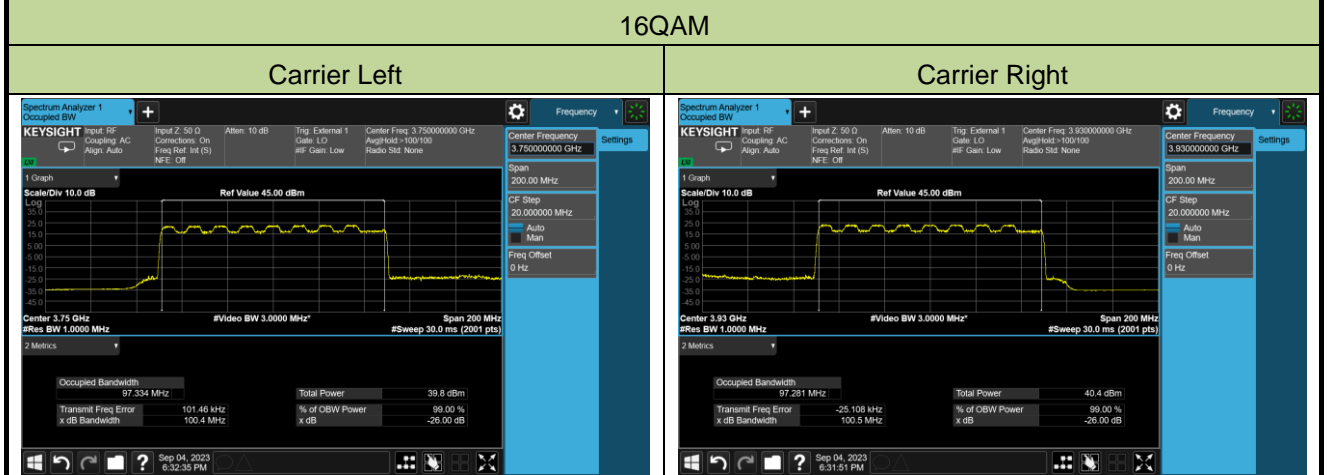 16QAM
Carrier Left
Carrier Right
Spectrum Analyzer 1
Occupied BW
+
Frequency
KEYSIGHT
Input: RF
Coupling: AC
Align: Auto
Input Z: 50 Ω
Corrections: On
Freq Ref: Int (S)
NFE: Off
Atten: 10 dB
Trig: External 1
Gate: LO
#IF Gain: Low
Center Freq: 3.750000000 GHz
Avg|Hold:>100/100
Radio Std: None
LXI
Center Frequency
3.750000000 GHz
Settings
Span
200.00 MHz
CF Step
20.000000 MHz
Auto
Man
Freq Offset
0 Hz
1 Graph
Scale/Div 10.0 dB
Ref Value 45.00 dBm
Log
35.0
25.0
15.0
5.00
-5.00
-15.0
-25.0
-35.0
-45.0
Center 3.75 GHz
#Video BW 3.0000 MHz*
Span 200 MHz
#Res BW 1.0000 MHz
#Sweep 30.0 ms (2001 pts)
2 Metrics
Occupied Bandwidth
97.334 MHz
Total Power 39.8 dBm
Transmit Freq Error 101.46 kHz
% of OBW Power 99.00 %
x dB Bandwidth 100.4 MHz
x dB -26.00 dB
Sep 04, 2023
6:32:35 PM
Spectrum Analyzer 1
Occupied BW
+
Frequency
KEYSIGHT
Input: RF
Coupling: AC
Align: Auto
Input Z: 50 Ω
Corrections: On
Freq Ref: Int (S)
NFE: Off
Atten: 10 dB
Trig: External 1
Gate: LO
#IF Gain: Low
Center Freq: 3.930000000 GHz
Avg|Hold:>100/100
Radio Std: None
LXI
Center Frequency
3.930000000 GHz
Settings
Span
200.00 MHz
CF Step
20.000000 MHz
Auto
Man
Freq Offset
0 Hz
1 Graph
Scale/Div 10.0 dB
Ref Value 45.00 dBm
Log
35.0
25.0
15.0
5.00
-5.00
-15.0
-25.0
-35.0
-45.0
Center 3.93 GHz
#Video BW 3.0000 MHz*
Span 200 MHz
#Res BW 1.0000 MHz
#Sweep 30.0 ms (2001 pts)
2 Metrics
Occupied Bandwidth
97.281 MHz
Total Power 40.4 dBm
Transmit Freq Error -25.108 kHz
% of OBW Power 99.00 %
x dB Bandwidth 100.5 MHz
x dB -26.00 dB
Sep 04, 2023
6:31:51 PM